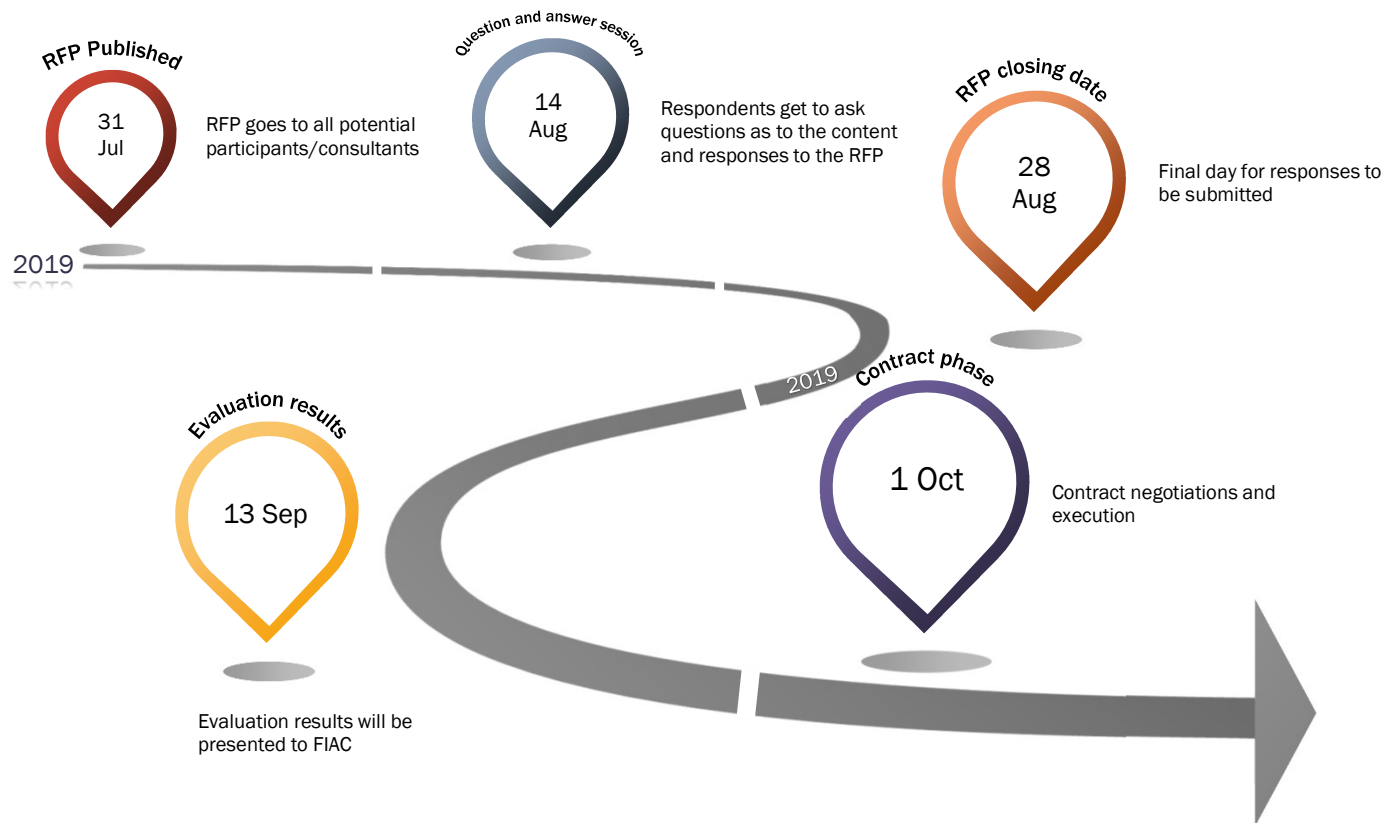 RFP Published
31
Jul
RFP goes to all potential
participants/consultants
Question and answer session
14
Aug
Respondents get to ask
questions as to the content
and responses to the RFP
RFP closing date
28
Aug
Final day for responses to
be submitted
2019
2019
Contract phase
1 Oct
Contract negotiations and
execution
Evaluation results
13 Sep
Evaluation results will be
presented to FIAC